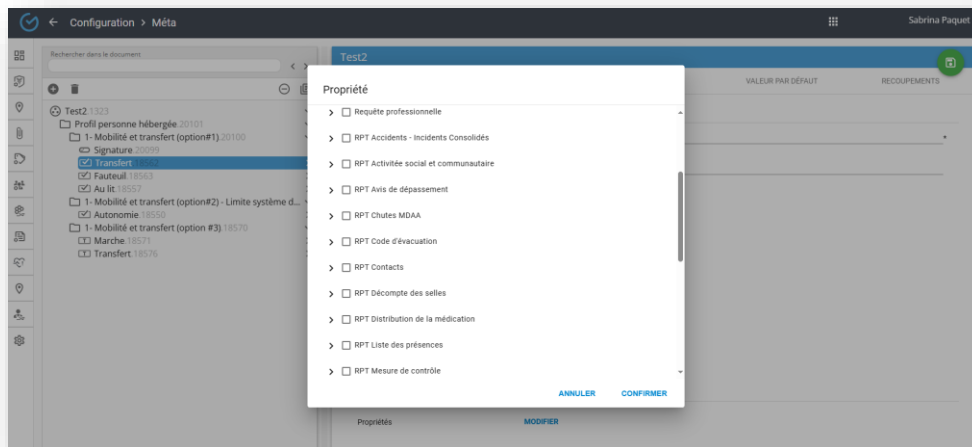 Configuration > Méta
Sabrina Paquet
Rechercher dans le document
Test2 1323
Profil personne hébergée 20101
1- Mobilité et transfert (option#1) 20100
Signature 20099
Transfert 18562
Fauteuil 18563
Au lit 18557
1- Mobilité et transfert (option#2) - Limite système d...
Autonomie 18550
1- Mobilité et transfert (option #3) 18570
Marche 18571
Transfert 18576
Test2
VALEUR PAR DÉFAUT
RECOUPEMENTS
Propriété
Requête professionnelle
RPT Accidents - Incidents Consolidés
RPT Activitée social et communautaire
RPT Avis de dépassement
RPT Chutes MDAA
RPT Code d'évacuation
RPT Contacts
RPT Décompte des selles
RPT Distribution de la médication
RPT Liste des présences
RPT Mesure de contrôle
ANNULER CONFIRMER
Propriétés MODIFIER